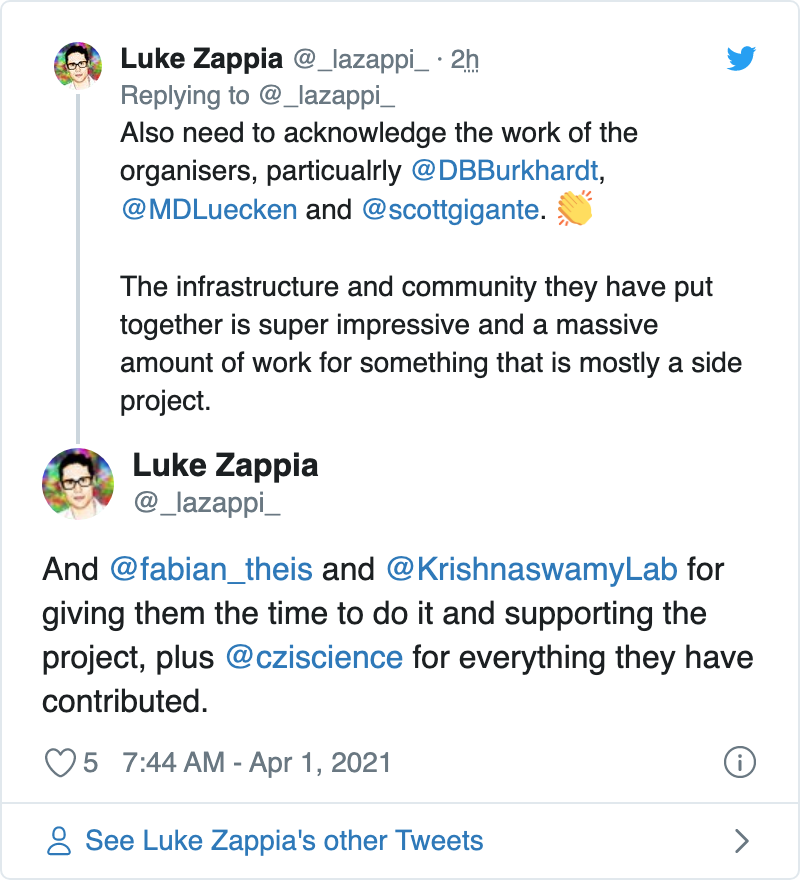 Luke Zappia @_lazappi_ · 2h
Replying to @_lazappi_
Also need to acknowledge the work of the
organisers, particualrly @DBBurkhardt,
@MDLuecken and @scottgigante. 👏
The infrastructure and community they have put
together is super impressive and a massive
amount of work for something that is mostly a side
project.
Luke Zappia
@_lazappi_
And @fabian_theis and @KrishnaswamyLab for
giving them the time to do it and supporting the
project, plus @cziscience for everything they have
contributed.
5 7:44 AM - Apr 1, 2021
See Luke Zappia's other Tweets